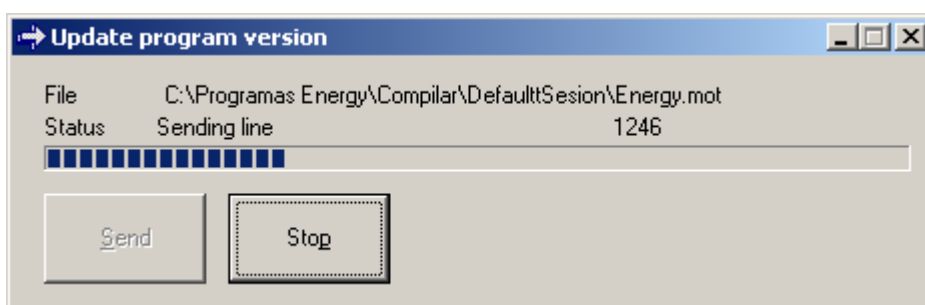 Update program version
File C:\Programas Energy\Compilar\DefaulttSesion\Energy.mot
Status Sending line 1246
Send Stop